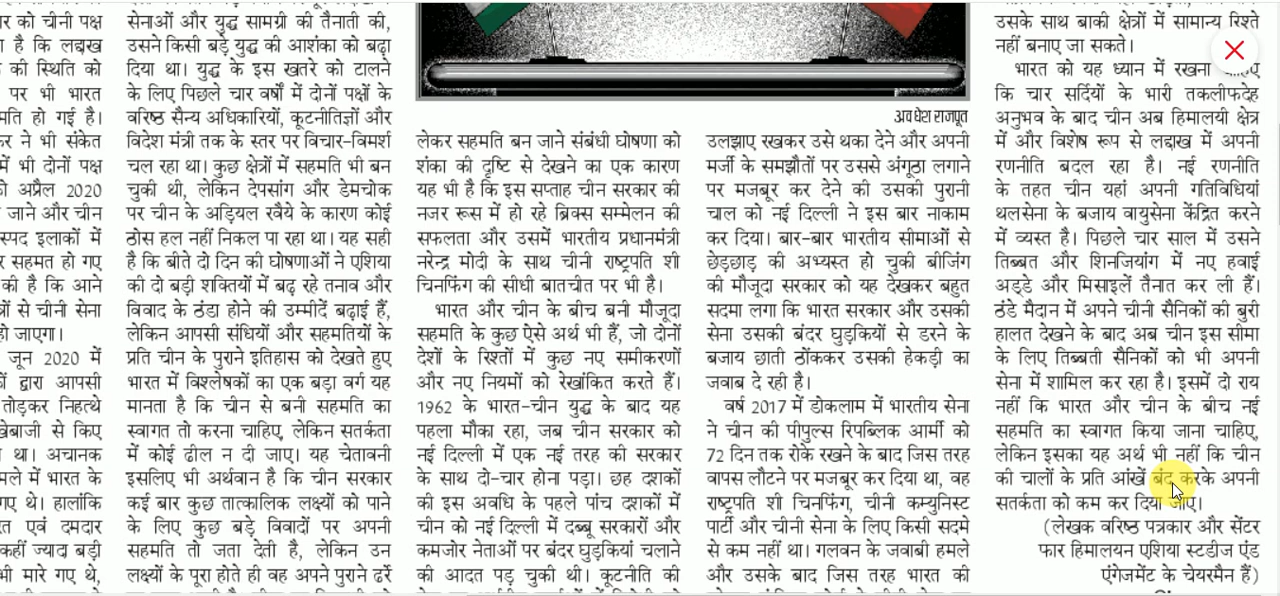 र को चीनी पक्ष
है कि लद्दाख
की स्थिति को
पर भी भारत
मति हो गई है।
कर ने भी संकेत
में भी दोनों पक्ष
ो अप्रैल 2020
जाने और चीन
स्पद इलाकों में
र सहमत हो गए
की है कि आने
त्रों से चीनी सेना
हो जाएगा।
जून 2020 में
ों द्वारा आपसी
तोड़कर निहत्थे
खेबाजी से किए
था। अचानक
मले में भारत के
गए थे। हालांकि
एवं दमदार
कहीं ज्याद बड़ी
भी मारे गए थे,
सेनाओं और युद्ध सामग्री की तैनाती की,
उसने किसी बड़े युद्ध की आशंका को बढ़ा
दिया था। युद्ध के इस खतरे को टालने
के लिए पिछले चार वर्षों में दोनों पक्षों के
वरिष्ठ सैन्य अधिकारियों, कूटनीतिज्ञों और
विदेश मंत्री तक के स्तर पर विचार-विमर्श
चल रहा था। कुछ क्षेत्रों में सहमति भी बन
चुकी थी, लेकिन देपसांग और डेमचोक
पर चीन के अड़ियल रवैये के कारण कोई
ठोस हल नहीं निकल पा रहा था। यह सही
है कि बीते दो दिन की घोषणाओं ने एशिया
की दो बड़ी शक्तियों में बढ़ रहे तनाव और
विवाद के ठंडा होने की उम्मीदें बढ़ाई हैं,
लेकिन आपसी संधियों और सहमतियों के
प्रति चीन के पुराने इतिहास को देखते हुए
भारत में विश्लेषकों का एक बड़ा वर्ग यह
मानता है कि चीन से बनी सहमति का
स्वागत तो करना चाहिए, लेकिन सतर्कता
में कोई ढील न दी जाए। यह चेतावनी
इसलिए भी अर्थवान है कि चीन सरकार
कई बार कुछ तात्कालिक लक्ष्यों को पाने
के लिए कुछ बड़े विवादों पर अपनी
सहमति तो जता देती है, लेकिन उन
लक्ष्यों के पूरा होते ही वह अपने पुराने ढर्रे
अवधेश राजपूत
लेकर सहमति बन जाने संबंधी घोषणा को
शंका की दृष्टि से देखने का एक कारण
यह भी है कि इस सप्ताह चीन सरकार की
नजर रूस में हो रहे ब्रिक्स सम्मेलन की
सफलता और उसमें भारतीय प्रधानमंत्री
नरेन्द्र मोदी के साथ चीनी राष्ट्रपति शी
चिनफिंग की सीधी बातचीत पर भी है।
भारत और चीन के बीच बनी मौजूदा
सहमति के कुछ ऐसे अर्थ भी हैं, जो दोनों
देशों के रिश्तों में कुछ नए समीकरणों
और नए नियमों को रेखांकित करते हैं।
1962 के भारत-चीन युद्ध के बाद यह
पहला मौका रहा, जब चीन सरकार को
नई दिल्ली में एक नई तरह की सरकार
के साथ दो-चार होना पड़ा। छह दशकों
की इस अवधि के पहले पांच दशकों में
चीन को नई दिल्ली में दब्बू सरकारों और
कमजोर नेताओं पर बंदर घुड़कियां चलाने
की आदत पड़ चुकी थी। कूटनीति की
उलझाए रखकर उसे थका देने और अपनी
मर्जी के समझौतों पर उससे अंगूठा लगाने
पर मजबूर कर देने की उसकी पुरानी
चाल को नई दिल्ली ने इस बार नाकाम
कर दिया। बार-बार भारतीय सीमाओं से
छेड़छाड़ की अभ्यस्त हो चुकी बीजिंग
की मौजूदा सरकार को यह देखकर बहुत
सदमा लगा कि भारत सरकार और उसकी
सेना उसकी बंदर घुड़कियों से डरने के
बजाय छाती ठोंककर उसकी हेकड़ी का
जवाब दे रही है।
वर्ष 2017 में डोकलाम में भारतीय सेना
ने चीन की पीपुल्स रिपब्लिक आर्मी को
72 दिन तक रोके रखने के बाद जिस तरह
वापस लौटने पर मजबूर कर दिया था, वह
राष्ट्रपति शी चिनफिंग, चीनी कम्युनिस्ट
पार्टी और चीनी सेना के लिए किसी सदमे
से कम नहीं था। गलवन के जवाबी हमले
और उसके बाद जिस तरह भारत की
उसके साथ बाकी क्षेत्रों में सामान्य रिश्ते
नहीं बनाए जा सकते।
भारत को यह ध्यान में रखना चाहिए
कि चार सर्दियों के भारी तकलीफदेह
अनुभव के बाद चीन अब हिमालयी क्षेत्र
में और विशेष रूप से लद्दाख में अपनी
रणनीति बदल रहा है। नई रणनीति
के तहत चीन यहां अपनी गतिविधियां
थलसेना के बजाय वायुसेना केंद्रित करने
में व्यस्त है। पिछले चार साल में उसने
तिब्बत और शिनजियांग में नए हवाई
अड्डे और मिसाइलें तैनात कर ली हैं।
ठंडे मैदान में अपने चीनी सैनिकों की बुरी
हालत देखने के बाद अब चीन इस सीमा
के लिए तिब्बती सैनिकों को भी अपनी
सेना में शामिल कर रहा है। इसमें दो राय
नहीं कि भारत और चीन के बीच नई
सहमति का स्वागत किया जाना चाहिए,
लेकिन इसका यह अर्थ भी नहीं कि चीन
की चालों के प्रति आंखें बंद करके अपनी
सतर्कता को कम कर दिया जाए।
(लेखक वरिष्ठ पत्रकार और सेंटर
फार हिमालयन एशिया स्टडीज एंड
एंगेजमेंट के चेयरमैन हैं)